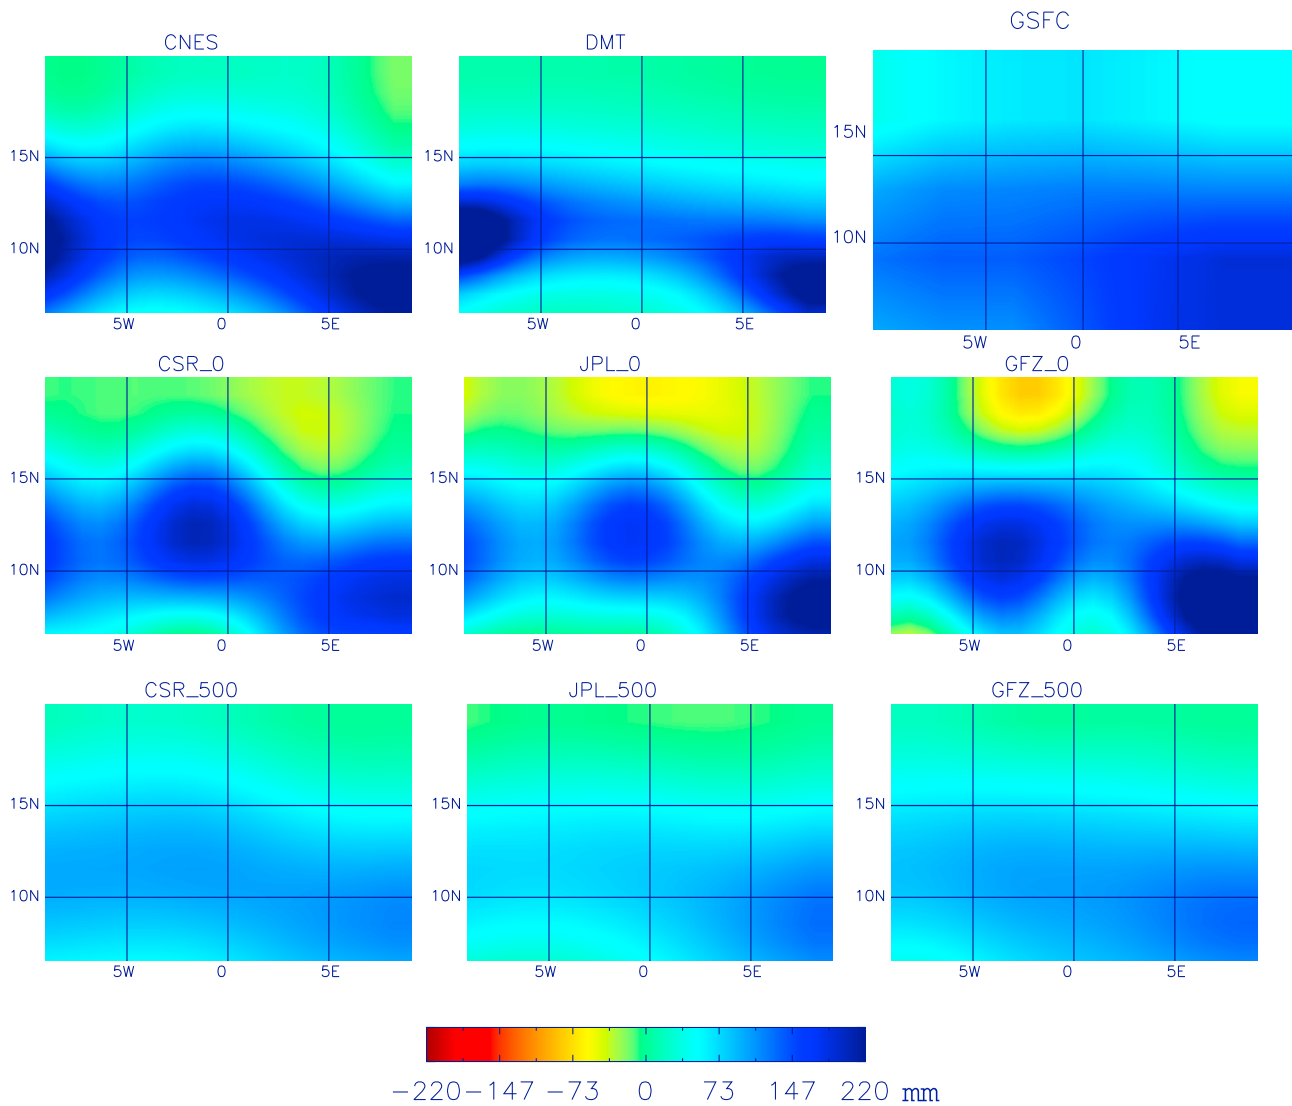 CNES DMT GSFC
15N 15N 15N
10N 10N 10N
5W 0 5E 5W 0 5E 5W 0 5E
CSR_0 JPL_0 GFZ_0
15N 15N 15N
10N 10N 10N
5W 0 5E 5W 0 5E 5W 0 5E
CSR_500 JPL_500 GFZ_500
15N 15N 15N
10N 10N 10N
5W 0 5E 5W 0 5E 5W 0 5E
−220 −147 −73 0 73 147 220 mm